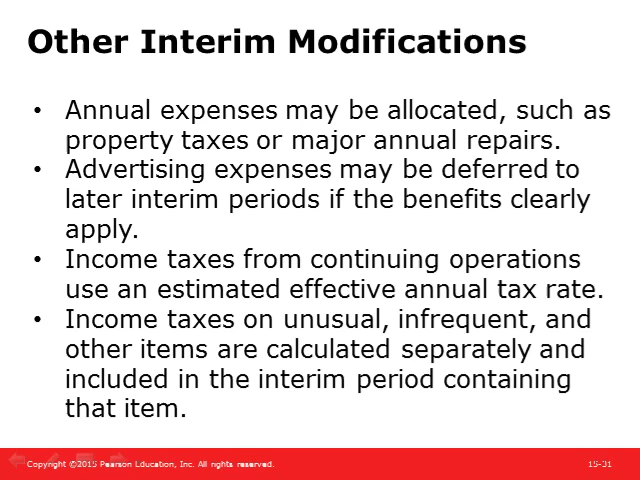 Other Interim Modifications
• Annual expenses may be allocated, such as
property taxes or major annual repairs.
• Advertising expenses may be deferred to
later interim periods if the benefits clearly
apply.
• Income taxes from continuing operations
use an estimated effective annual tax rate.
• Income taxes on unusual, infrequent, and
other items are calculated separately and
included in the interim period containing
that item.
Copyright ©2015 Pearson Education, Inc. All rights reserved.
15-31